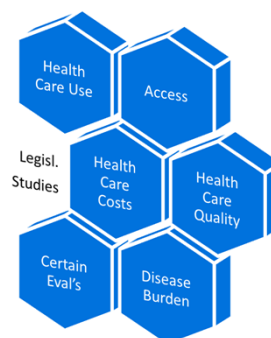 Health
Care Use
Access
Legisl.
Studies
Health
Care
Costs
Health
Care
Quality
Certain
Eval's
Disease
Burden